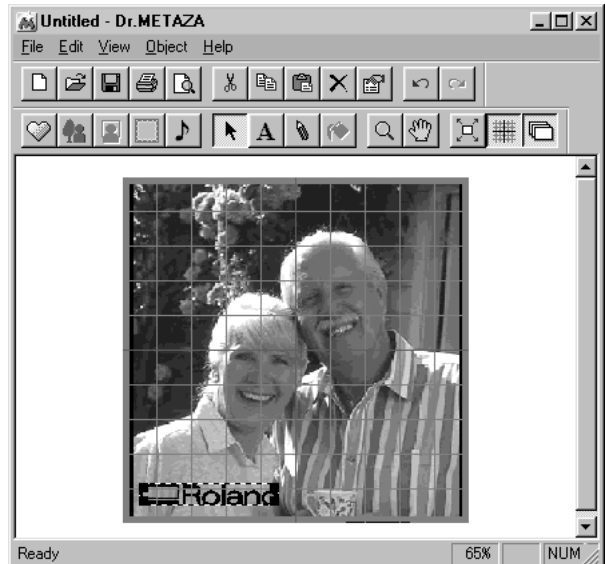 Untitled - Dr.METAZA
File Edit View Object Help
A
Roland
Ready 65% NUM